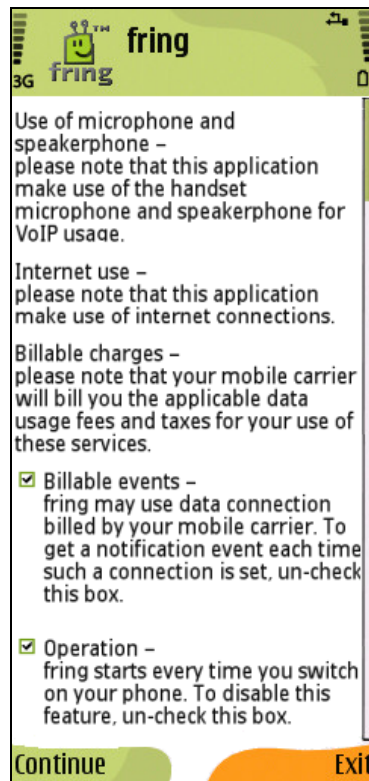 fring
TM
fring
3G
Use of microphone and
speakerphone –
please note that this application
make use of the handset
microphone and speakerphone for
VoIP usage.
Internet use –
please note that this application
make use of internet connections.
Billable charges –
please note that your mobile carrier
will bill you the applicable data
usage fees and taxes for your use of
these services.
Billable events –
fring may use data connection
billed by your mobile carrier. To
get a notification event each time
such a connection is set, un-check
this box.
Operation –
fring starts every time you switch
on your phone. To disable this
feature, un-check this box.
Continue
Exit